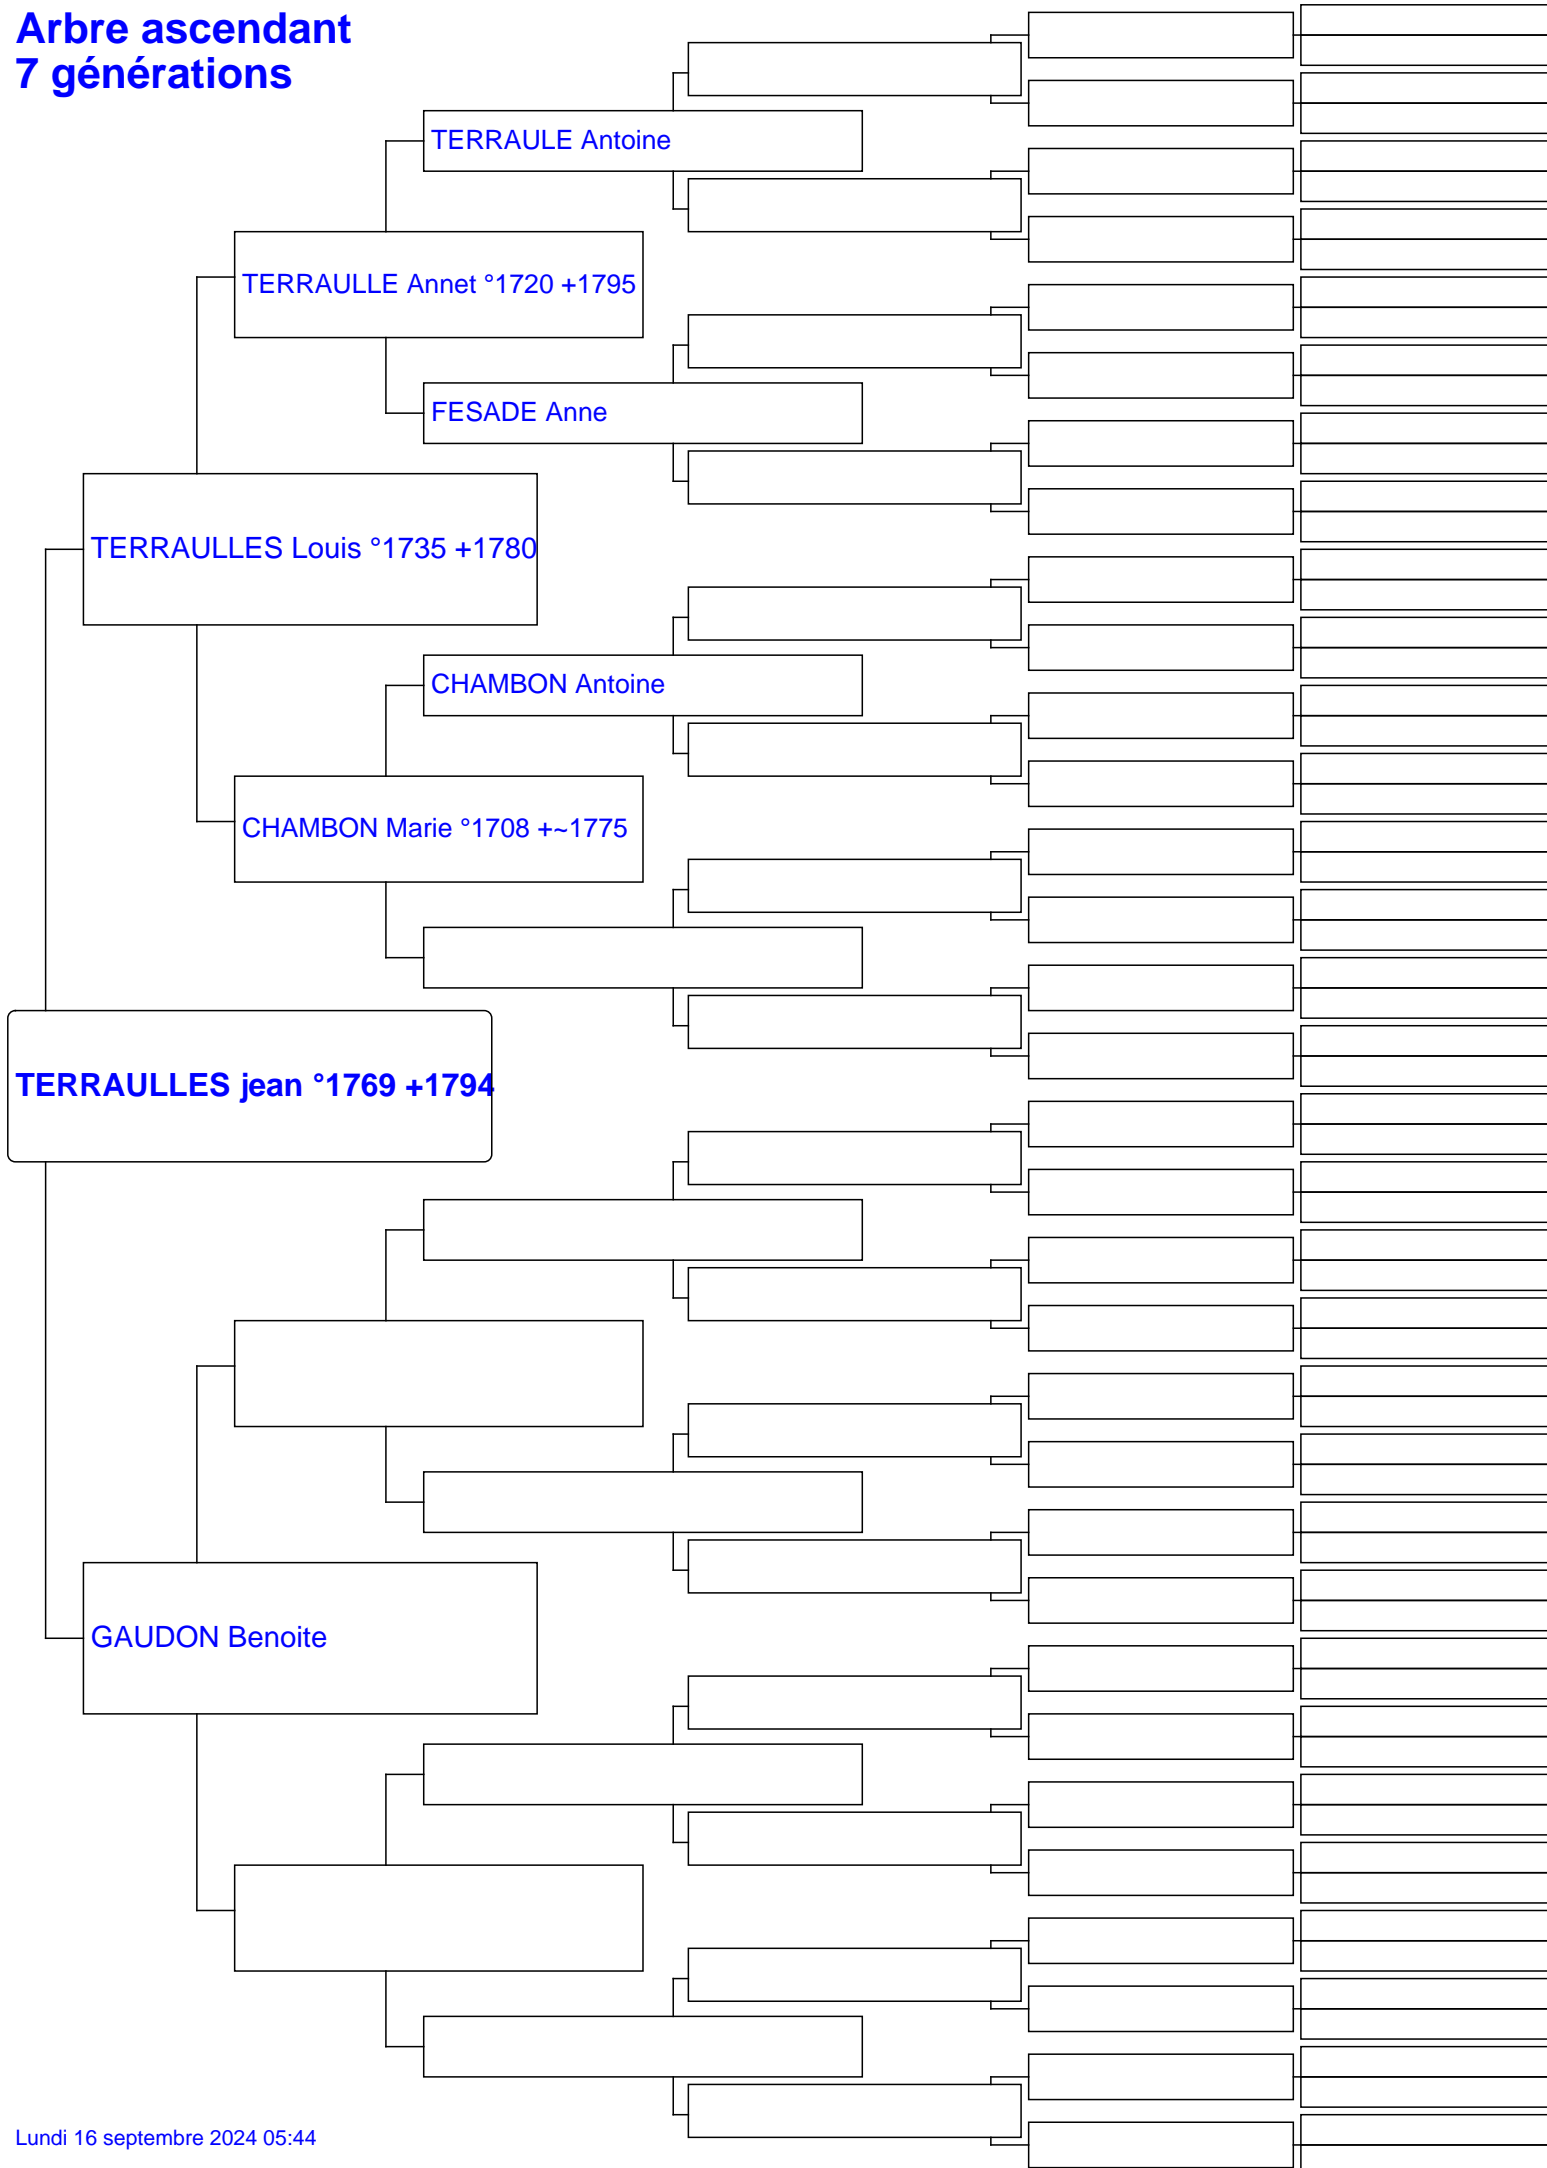 Arbre ascendant
7 générations
TERRAULE Antoine
TERRAULLE Annet °1720 +1795
FESADE Anne
TERRAULLES Louis °1735 +1780
CHAMBON Antoine
CHAMBON Marie °1708 +~1775
TERRAULLES jean °1769 +1794
GAUDON Benoite
Lundi 16 septembre 2024 05:44